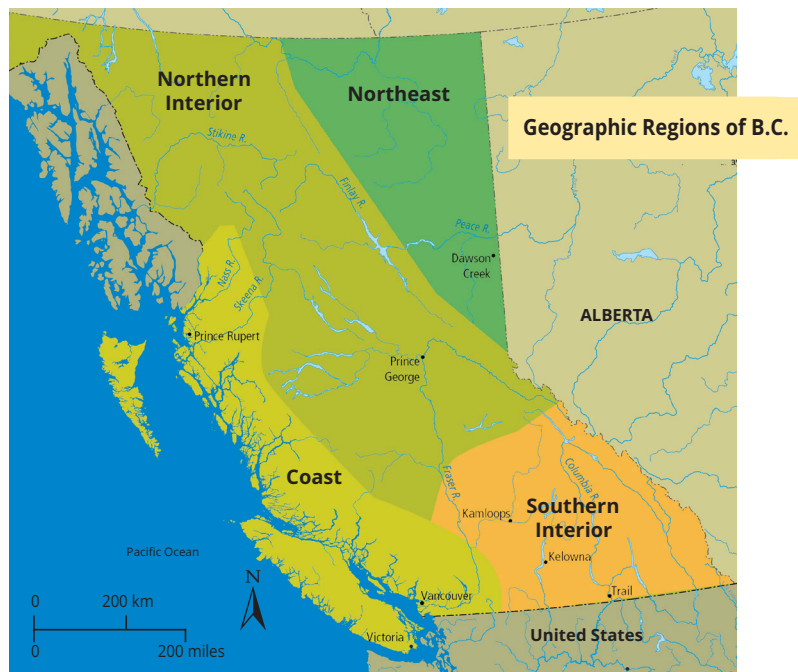 Northern
Interior
Northeast
Geographic Regions of B.C.
Stikine R.
Finlay R.
Peace R.
Dawson
Creek
Nass R.
Skeena R.
ALBERTA
Prince Rupert
Prince
George
Coast
Fraser R.
Columbia R.
Southern
Interior
Kamloops
Kelowna
Pacific Ocean
N
Trail
0 200 km
Vancouver
0 200 miles
Victoria
United States